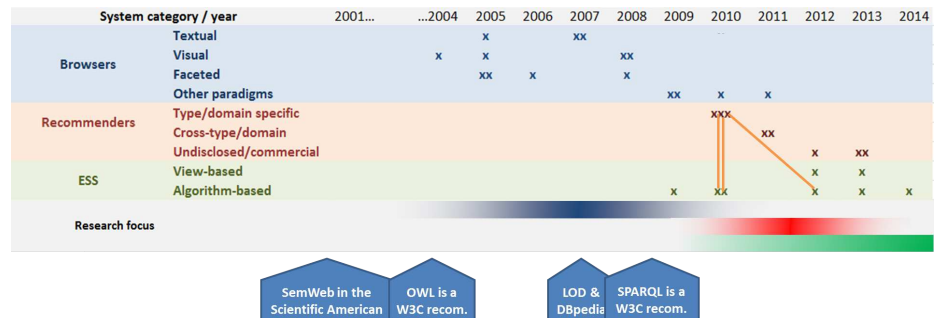 System category / year 2001... ...2004 2005 2006 2007 2008 2009 2010 2011 2012 2013 2014
Browsers
Textual x xx
Visual x x xx
Faceted xx x x
Other paradigms xx x x
Recommenders
Type/domain specific xxx
Cross-type/domain xx
Undisclosed/commercial x xx
ESS
View-based x x
Algorithm-based x xx x x x
Research focus
SemWeb in the
Scientific American
OWL is a
W3C recom.
LOD &
DBpedia
SPARQL is a
W3C recom.